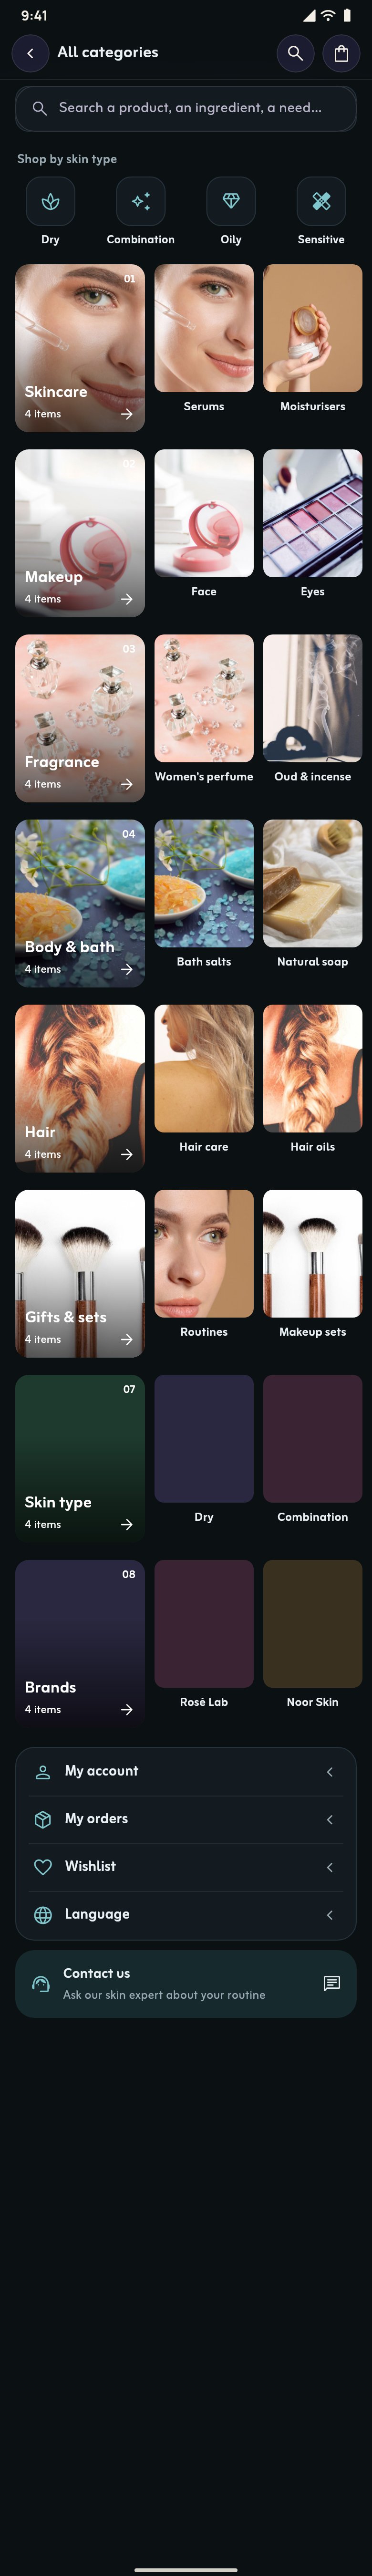 9:41
All categories
Search a product, an ingredient, a need...
Shop by skin type
Dry
Combination
Oily
Sensitive
01
Skincare
4 items
Serums
Moisturisers
02
Makeup
4 items
Face
Eyes
03
Fragrance
4 items
Women's perfume
Oud & incense
04
Body & bath
4 items
Bath salts
Natural soap
Hair
4 items
Hair care
Hair oils
Gifts & sets
4 items
Routines
Makeup sets
07
Skin type
4 items
Dry
Combination
08
Brands
4 items
Rosé Lab
Noor Skin
My account
My orders
Wishlist
Language
Contact us
Ask our skin expert about your routine